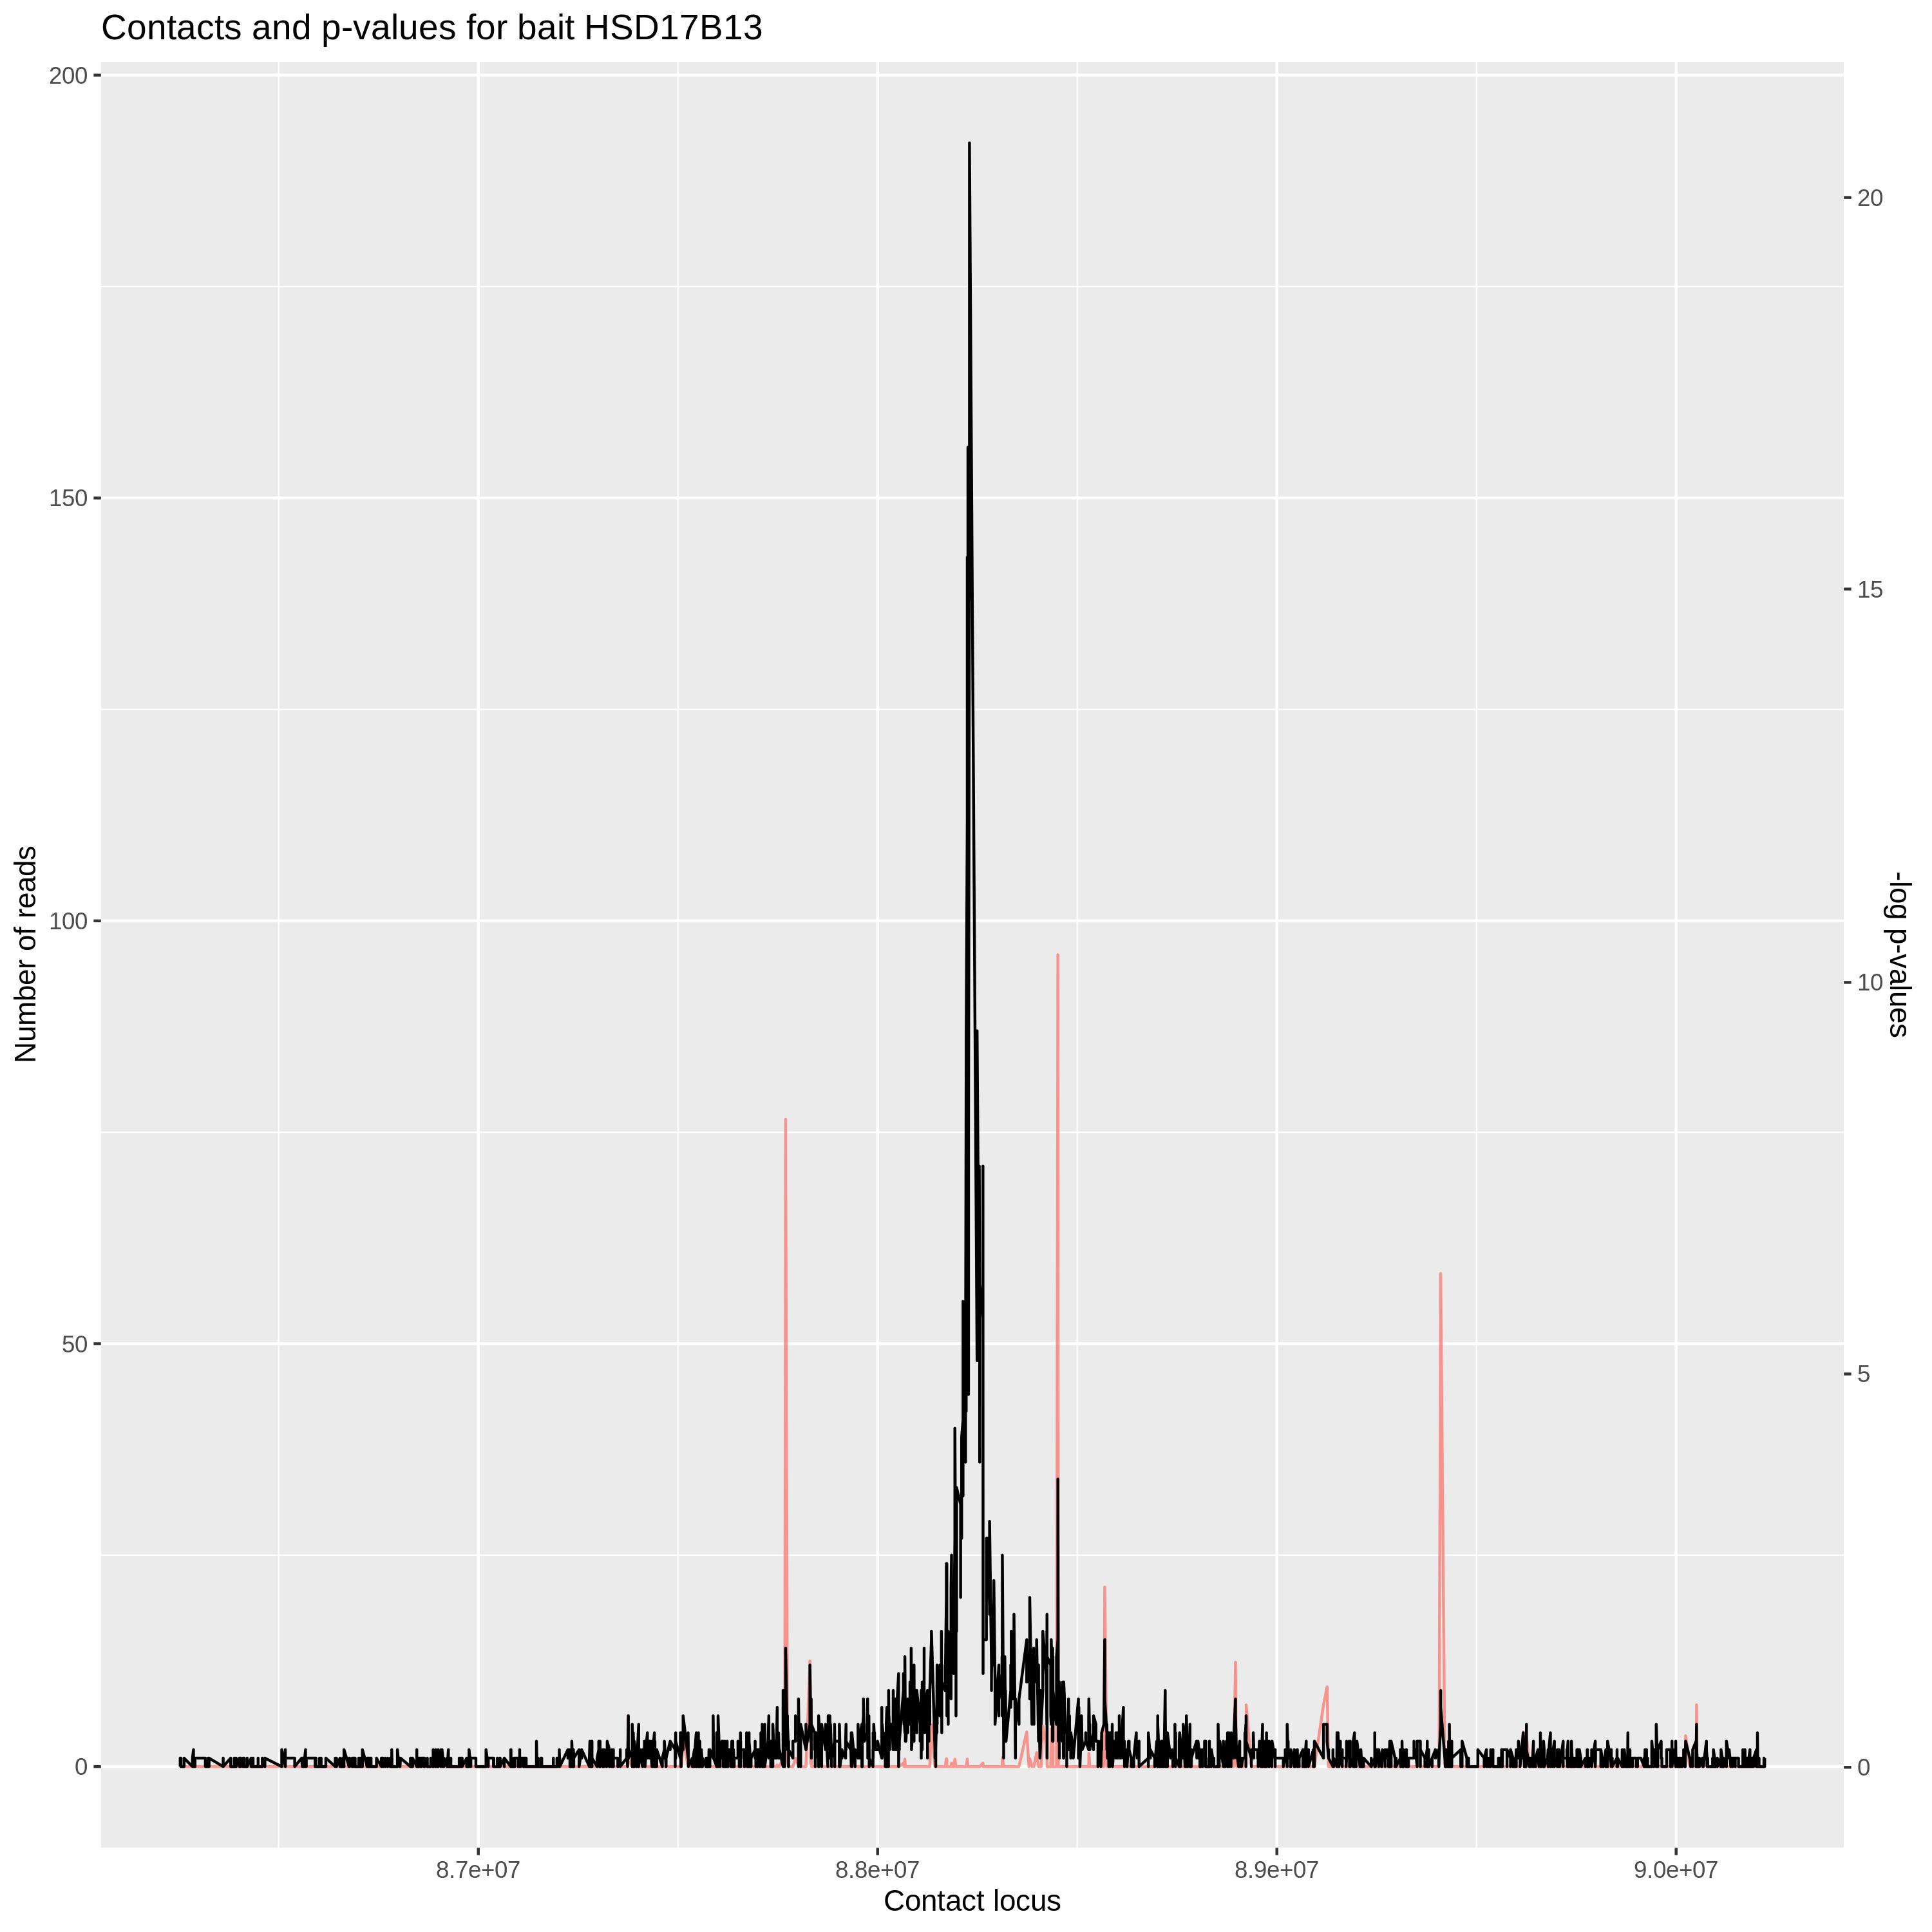 Contacts and p-values for bait HSD17B13
200
150
100
50
0
Number of reads
20
15
10
5
0
-log p-values
8.7e+07
8.8e+07
8.9e+07
9.0e+07
Contact locus